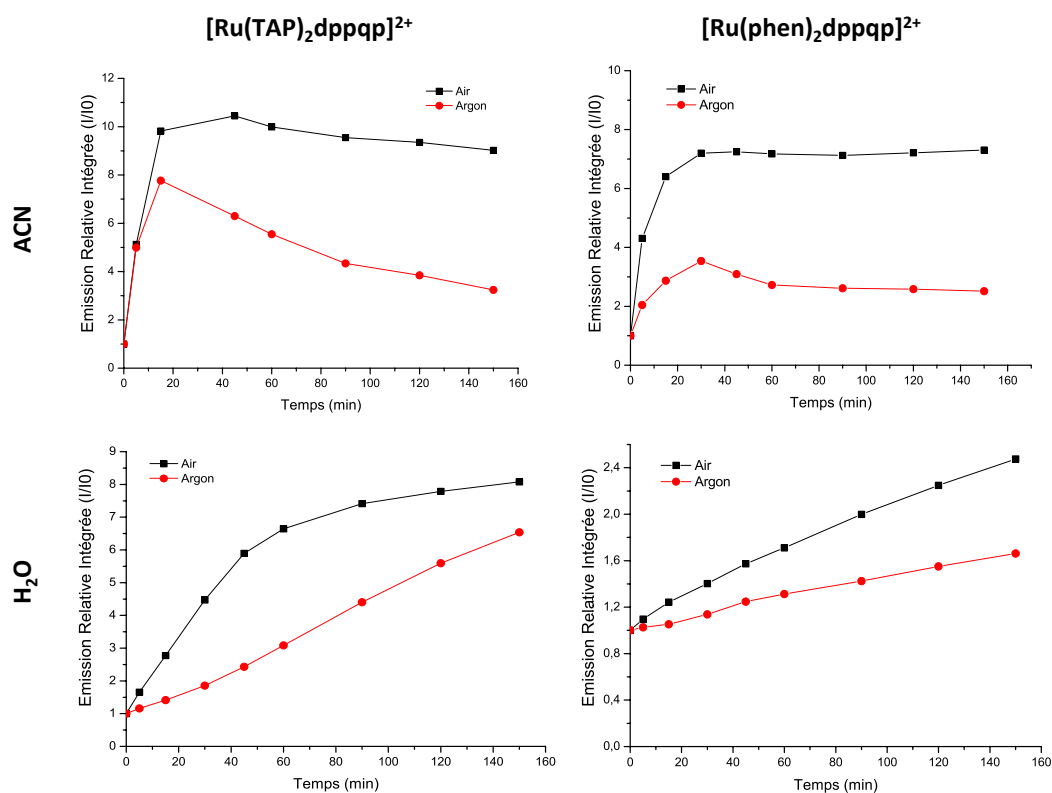 [Ru(TAP)2dppqp]2+
[Ru(phen)2dppqp]2+
ACN
Emission Relative Intégrée (I/I0)
12
10
8
6
4
2
0
Air
Argon
0 20 40 60 80 100 120 140 160
Temps (min)
Emission Relative Intégrée (I/I0)
10
8
6
4
2
0
Air
Argon
0 20 40 60 80 100 120 140 160
Temps (min)
H2O
Emission Relative Intégrée (I/I0)
9
8
7
6
5
4
3
2
1
0
Air
Argon
0 20 40 60 80 100 120 140 160
Temps (min)
Emission Relative Intégrée (I/I0)
2,4
2,0
1,6
1,2
0,8
0,4
0,0
Air
Argon
0 20 40 60 80 100 120 140 160
Temps (min)